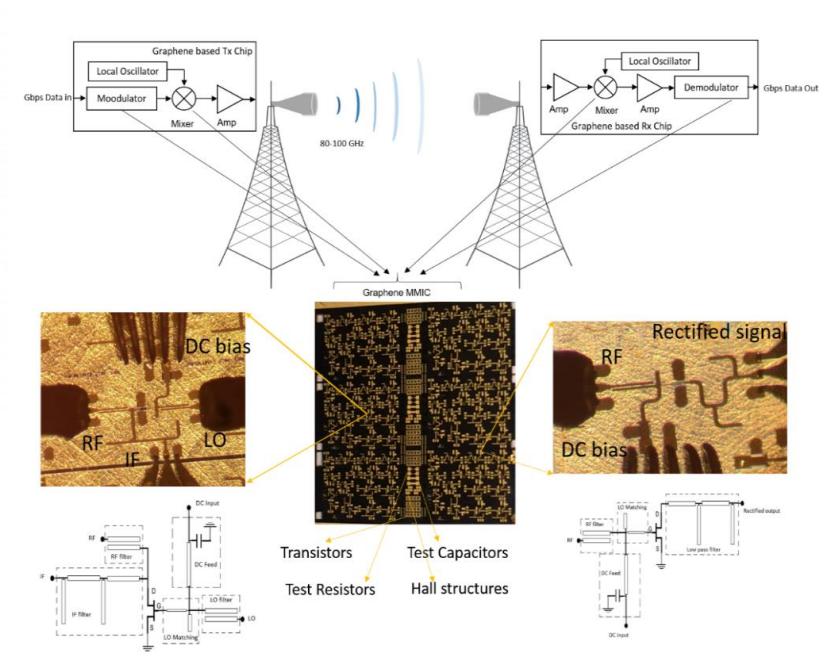 Graphene based Tx Chip
Local Oscillator
Gbps Data in
Moodulator
Mixer
Amp
80-100 GHz
Local Oscillator
Amp
Mixer
Amp
Demodulator
Gbps Data Out
Graphene based Rx Chip
Graphene MMIC
DC bias
RF
LO
IF
Rectified signal
RF
DC bias
Transistors
Test Capacitors
Test Resistors
Hall structures
DC Input
RF
RF filter
DC Feed
IF
IF filter
D
G
S
LO filter
LO
LO Matching
LO Matching
RF filter
RF
D
G
S
Rectified output
Low pass filter
DC Feed
DC Input